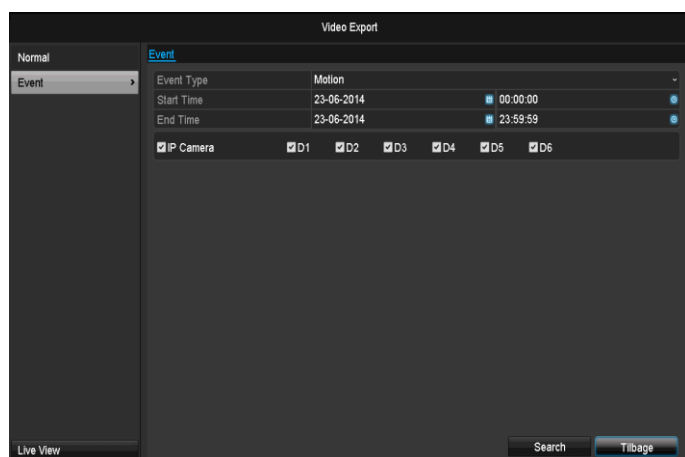 Video Export
Normal
Event
Event
Event Type Motion
Start Time 23-06-2014 00:00:00
End Time 23-06-2014 23:59:59
IP Camera D1 D2 D3 D4 D5 D6
Live View
Search Tilbage